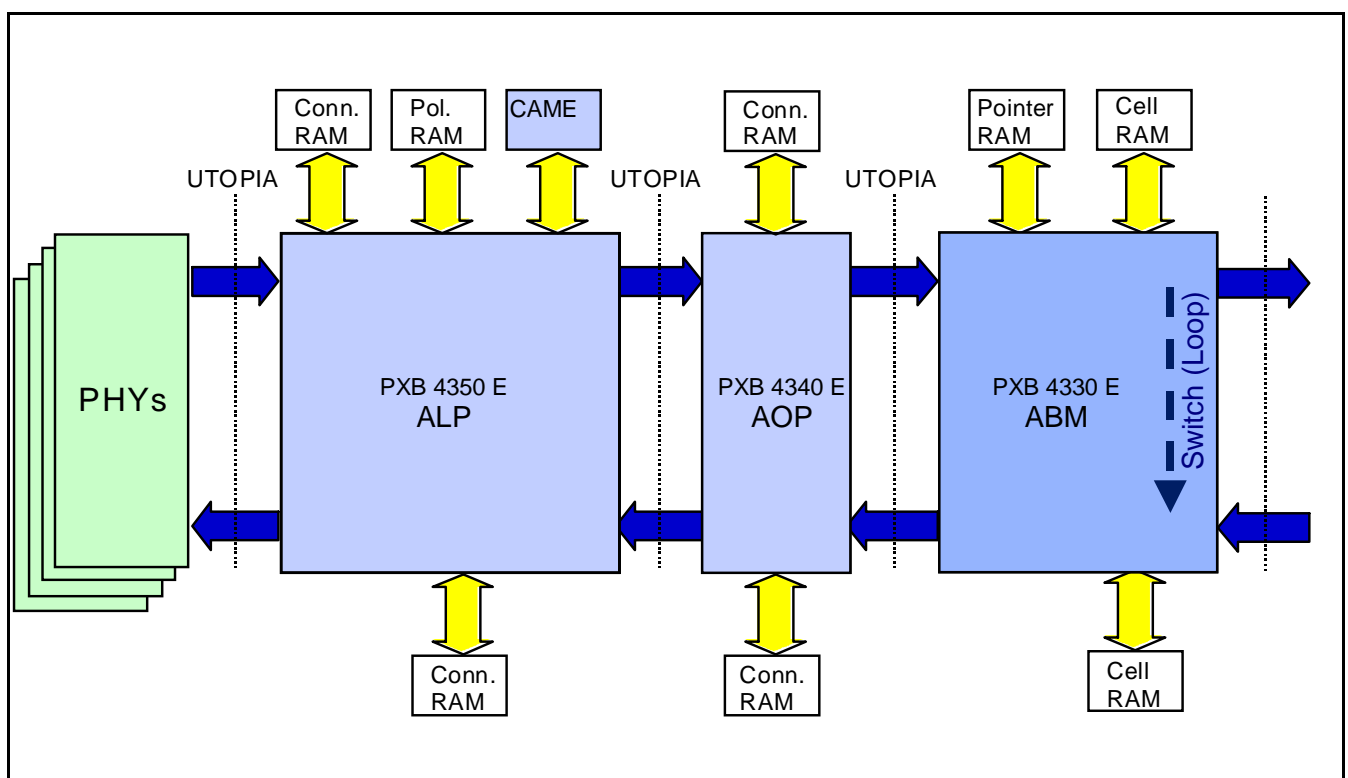 Conn.
RAM
Pol.
RAM
CAME
Conn.
RAM
Pointer
RAM
Cell
RAM
UTOPIA
UTOPIA
UTOPIA
PHYs
PXB 4350 E
ALP
PXB 4340 E
AOP
PXB 4330 E
ABM
Switch (Loop)
Conn.
RAM
Conn.
RAM
Cell
RAM